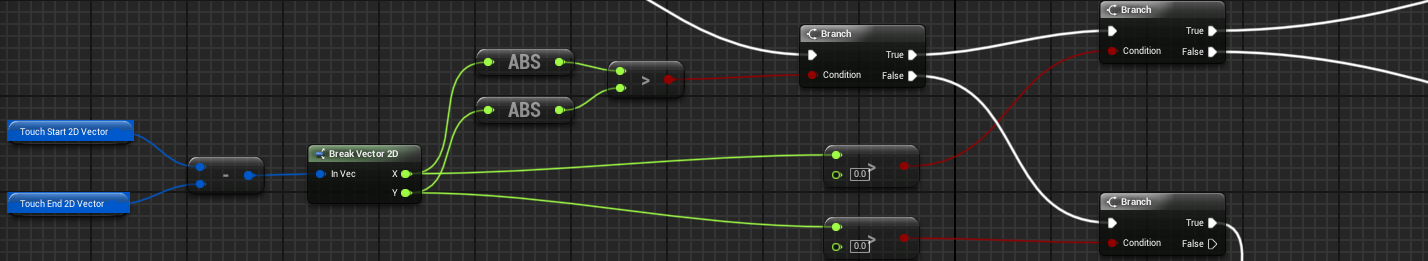 Branch
True
Condition
False
Branch
True
Condition
False
ABS
>
ABS
Touch Start 2D Vector
Touch End 2D Vector
-
Break Vector 2D
In Vec
X
Y
>
0.0
>
0.0
Branch
True
Condition
False